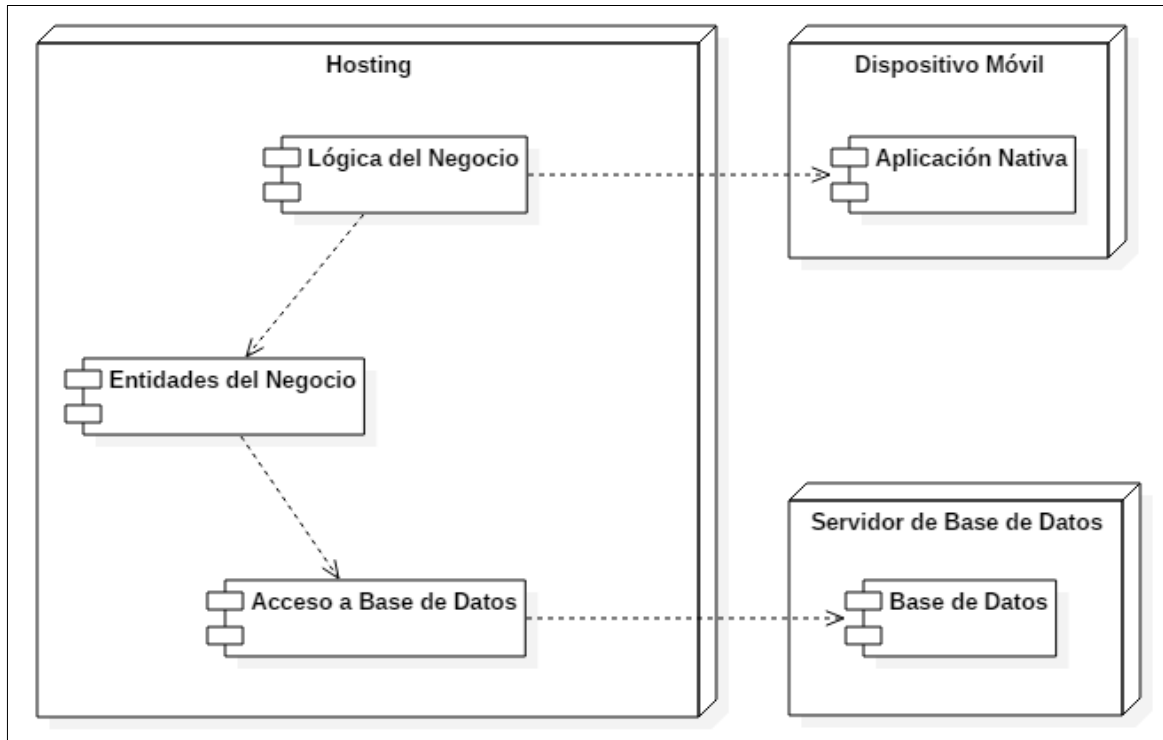 Hosting
Dispositivo Móvil
Lógica del Negocio
Aplicación Nativa
Entidades del Negocio
Servidor de Base de Datos
Acceso a Base de Datos
Base de Datos